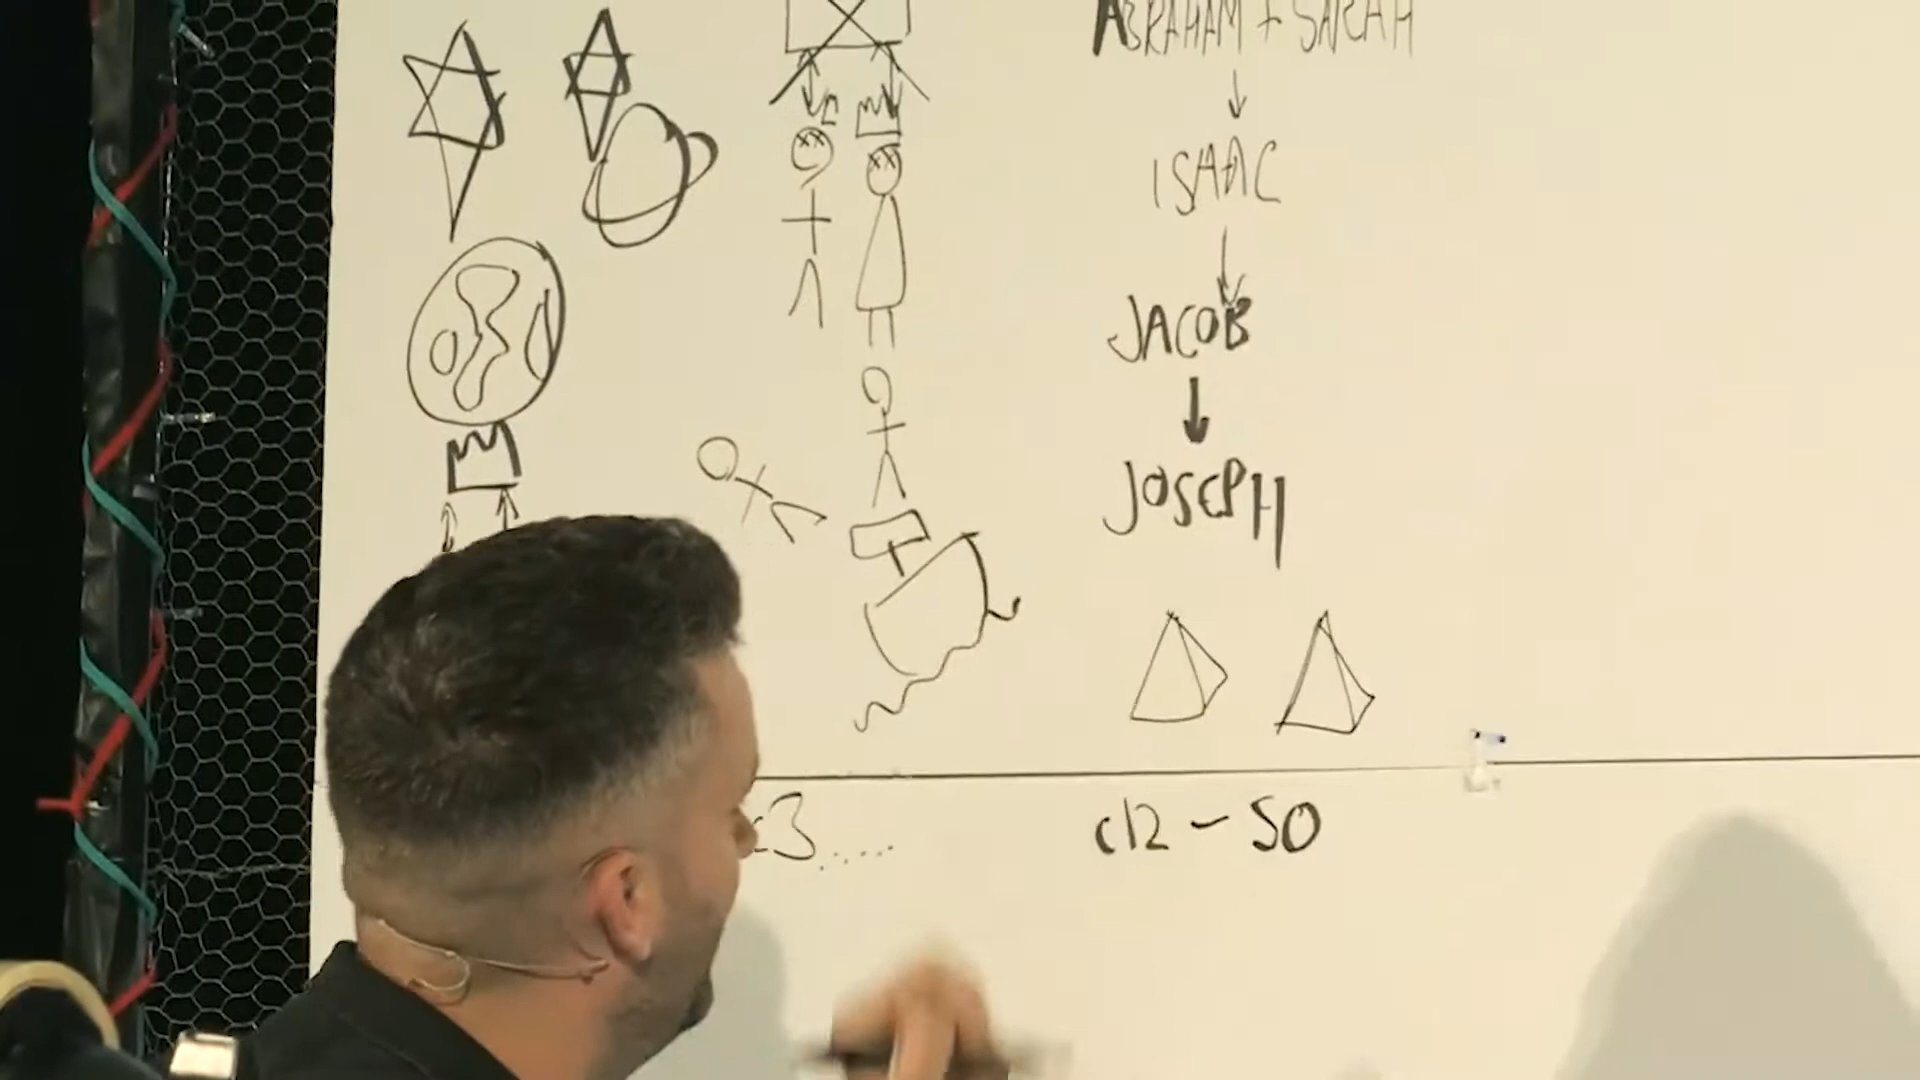 ABRAHAM + SARAH
ISAAC
JACOB
JOSEPH
c3.....
c12 - 50